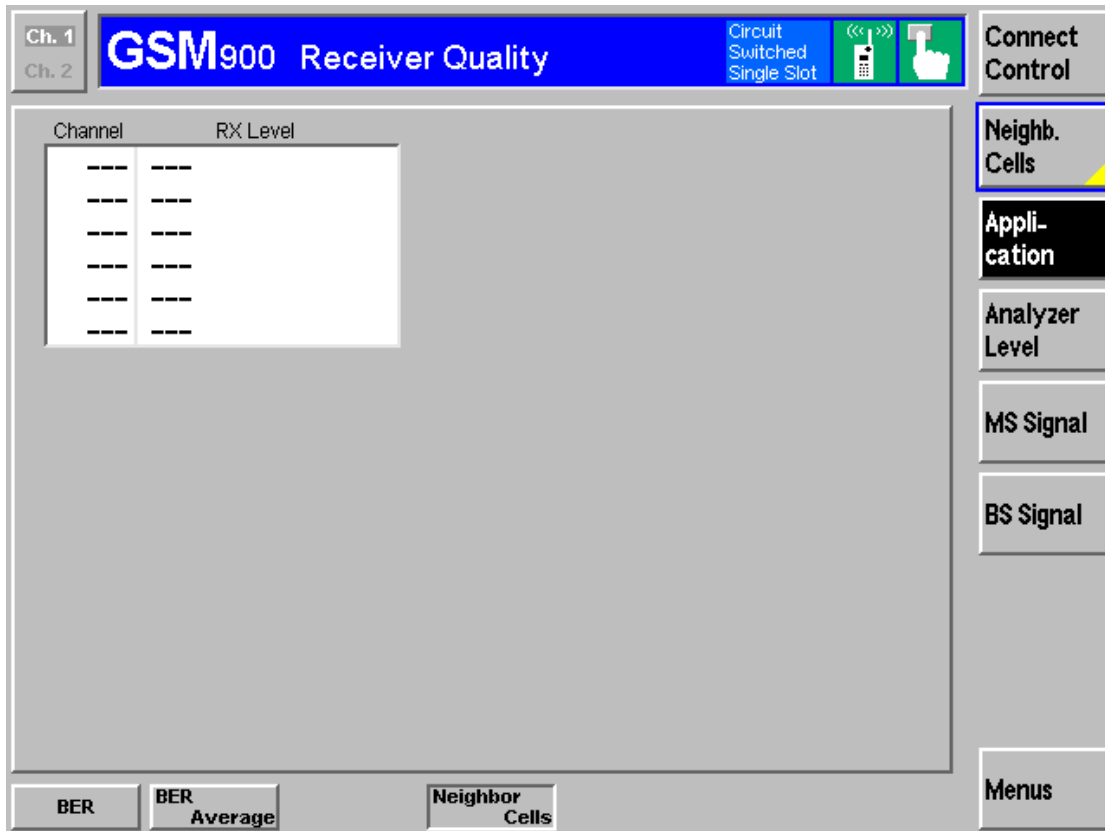 Ch. 1
Ch. 2
GSM900 Receiver Quality
Circuit
Switched
Single Slot
Connect
Control
Neighb.
Cells
Appli-
cation
Analyzer
Level
MS Signal
BS Signal
Menus
Channel RX Level
--- ---
--- ---
--- ---
--- ---
--- ---
--- ---
BER
BER
Average
Neighbor
Cells